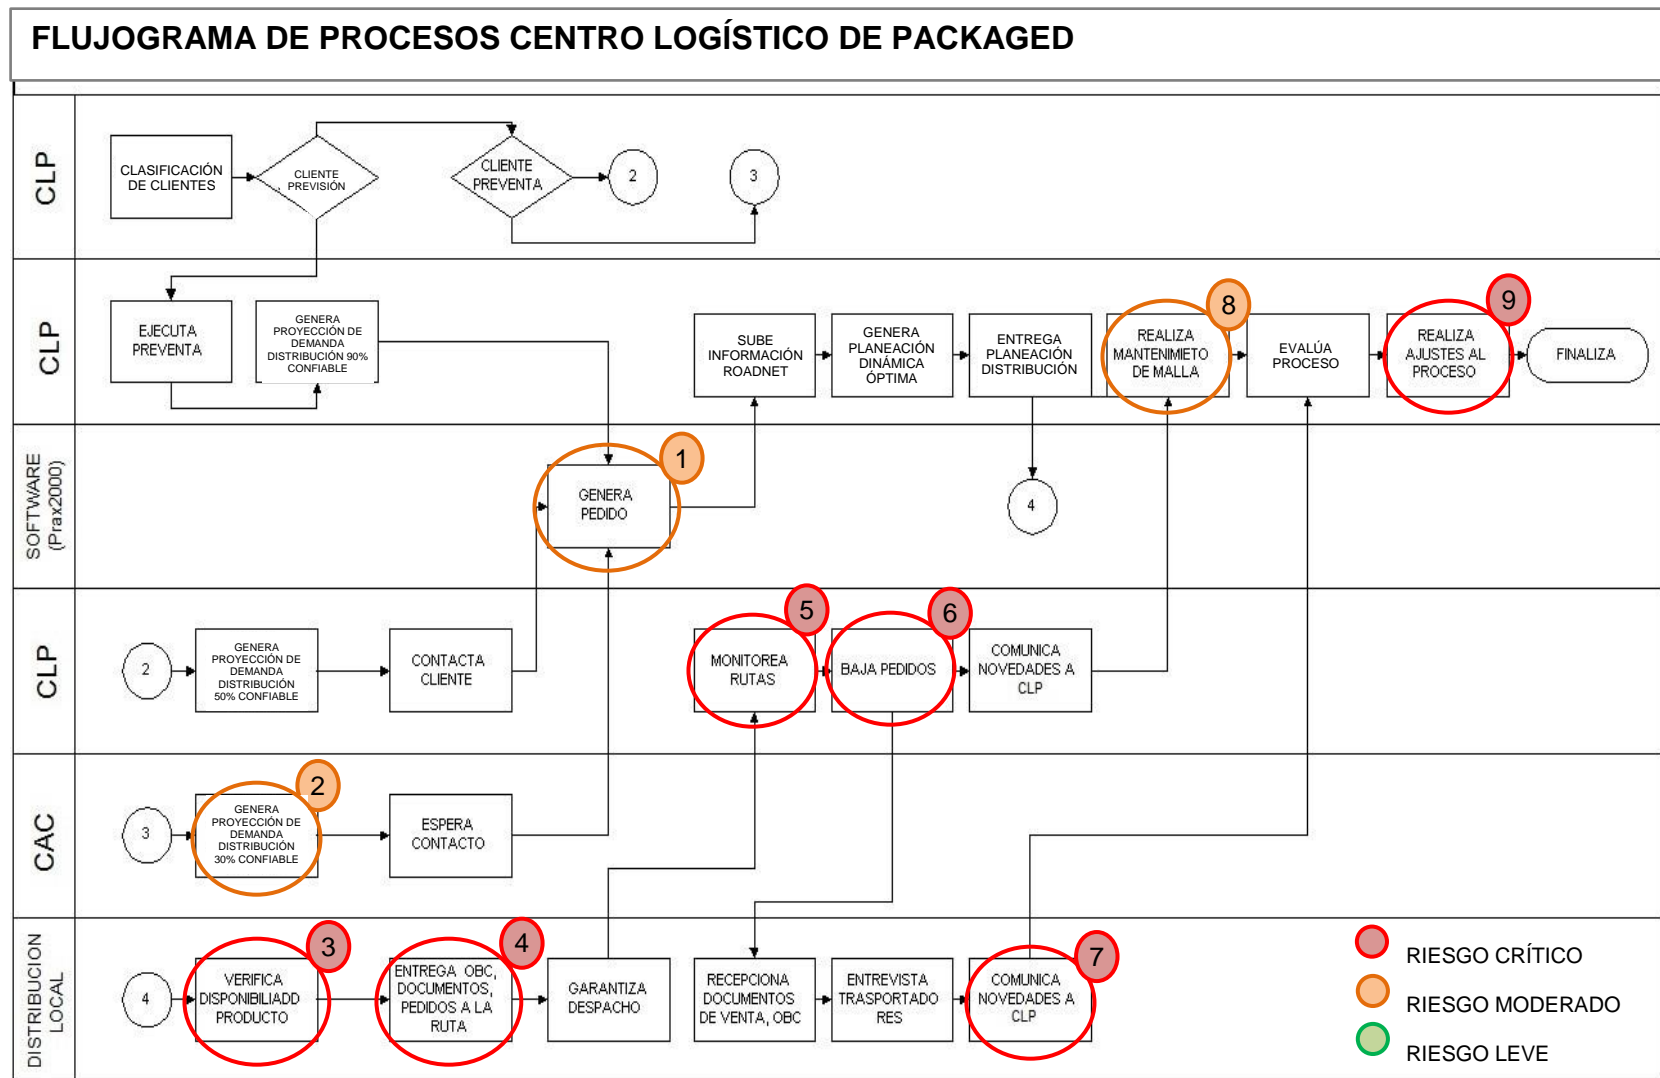 FLUJOGRAMA DE PROCESOS CENTRO LOGÍSTICO DE PACKAGED
CLP
CLASIFICACIÓN
DE CLIENTES
CLIENTE
PREVISIÓN
CLIENTE
PREVENTA
2
3
CLP
EJECUTA
PREVENTA
GENERA
PROYECCIÓN DE
DEMANDA
DISTRIBUCIÓN 90%
CONFIABLE
SUBE
INFORMACIÓN
ROADNET
GENERA
PLANEACIÓN
DINÁMICA
ÓPTIMA
ENTREGA
PLANEACIÓN
DISTRIBUCIÓN
8
REALIZA
MANTENIMIETO
DE MALLA
EVALÚA
PROCESO
9
REALIZA
AJUSTES AL
PROCESO
FINALIZA
SOFTWARE
(Prax2000)
1
GENERA
PEDIDO
4
CLP
2
GENERA
PROYECCIÓN DE
DEMANDA
DISTRIBUCIÓN
50% CONFIABLE
CONTACTA
CLIENTE
5
MONITOREA
RUTAS
6
BAJA PEDIDOS
COMUNICA
NOVEDADES A
CLP
CAC
3
2
GENERA
PROYECCIÓN DE
DEMANDA
DISTRIBUCIÓN
30% CONFIABLE
ESPERA
CONTACTO
DISTRIBUCION
LOCAL
4
3
VERIFICA
DISPONIBILIADD
PRODUCTO
4
ENTREGA OBC,
DOCUMENTOS,
PEDIDOS A LA
RUTA
GARANTIZA
DESPACHO
RECEPCIONA
DOCUMENTOS
DE VENTA, OBC
ENTREVISTA
TRASPORTADO
RES
7
COMUNICA
NOVEDADES A
CLP
RIESGO CRÍTICO
RIESGO MODERADO
RIESGO LEVE